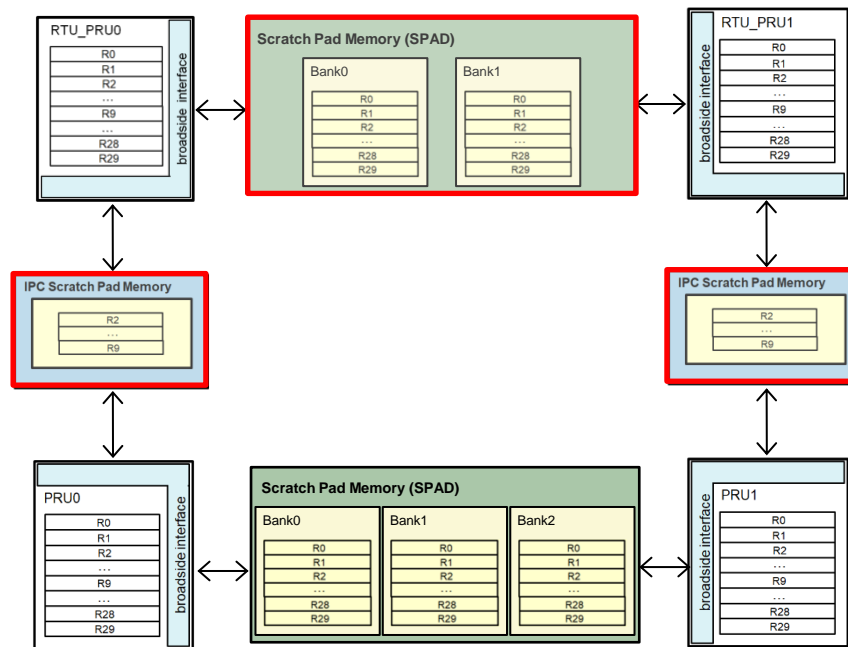 RTU_PRU0
R0
R1
R2
...
R9
...
R28
R29
broadside interface
Scratch Pad Memory (SPAD)
Bank0
R0
R1
R2
...
R28
R29
Bank1
R0
R1
R2
...
R28
R29
RTU_PRU1
R0
R1
R2
...
R9
...
R28
R29
broadside interface
IPC Scratch Pad Memory
R2
...
R9
IPC Scratch Pad Memory
R2
...
R9
PRU0
R0
R1
R2
...
R9
...
R28
R29
broadside interface
Scratch Pad Memory (SPAD)
Bank0
R0
R1
R2
...
R28
R29
Bank1
R0
R1
R2
...
R28
R29
Bank2
R0
R1
R2
...
R28
R29
PRU1
R0
R1
R2
...
R9
...
R28
R29
broadside interface